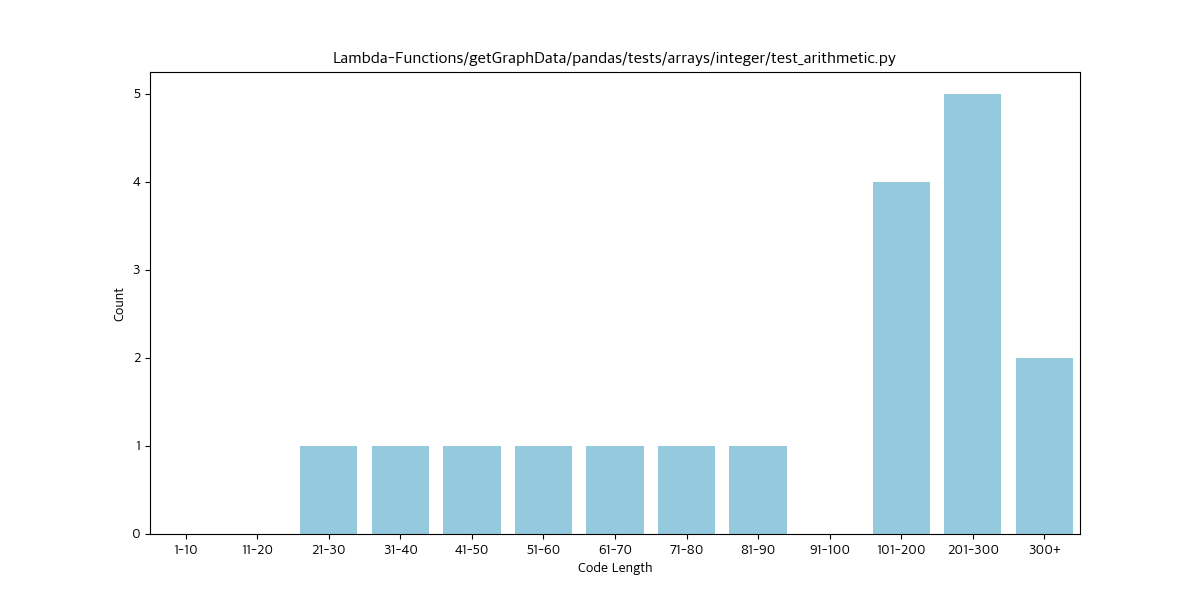 Lambda-Functions/getGraphData/pandas/tests/arrays/integer/test_arithmetic.py
5
4
3
2
1
0
Count
1-10 11-20 21-30 31-40 41-50 51-60 61-70 71-80 81-90 91-100 101-200 201-300 300+
Code Length